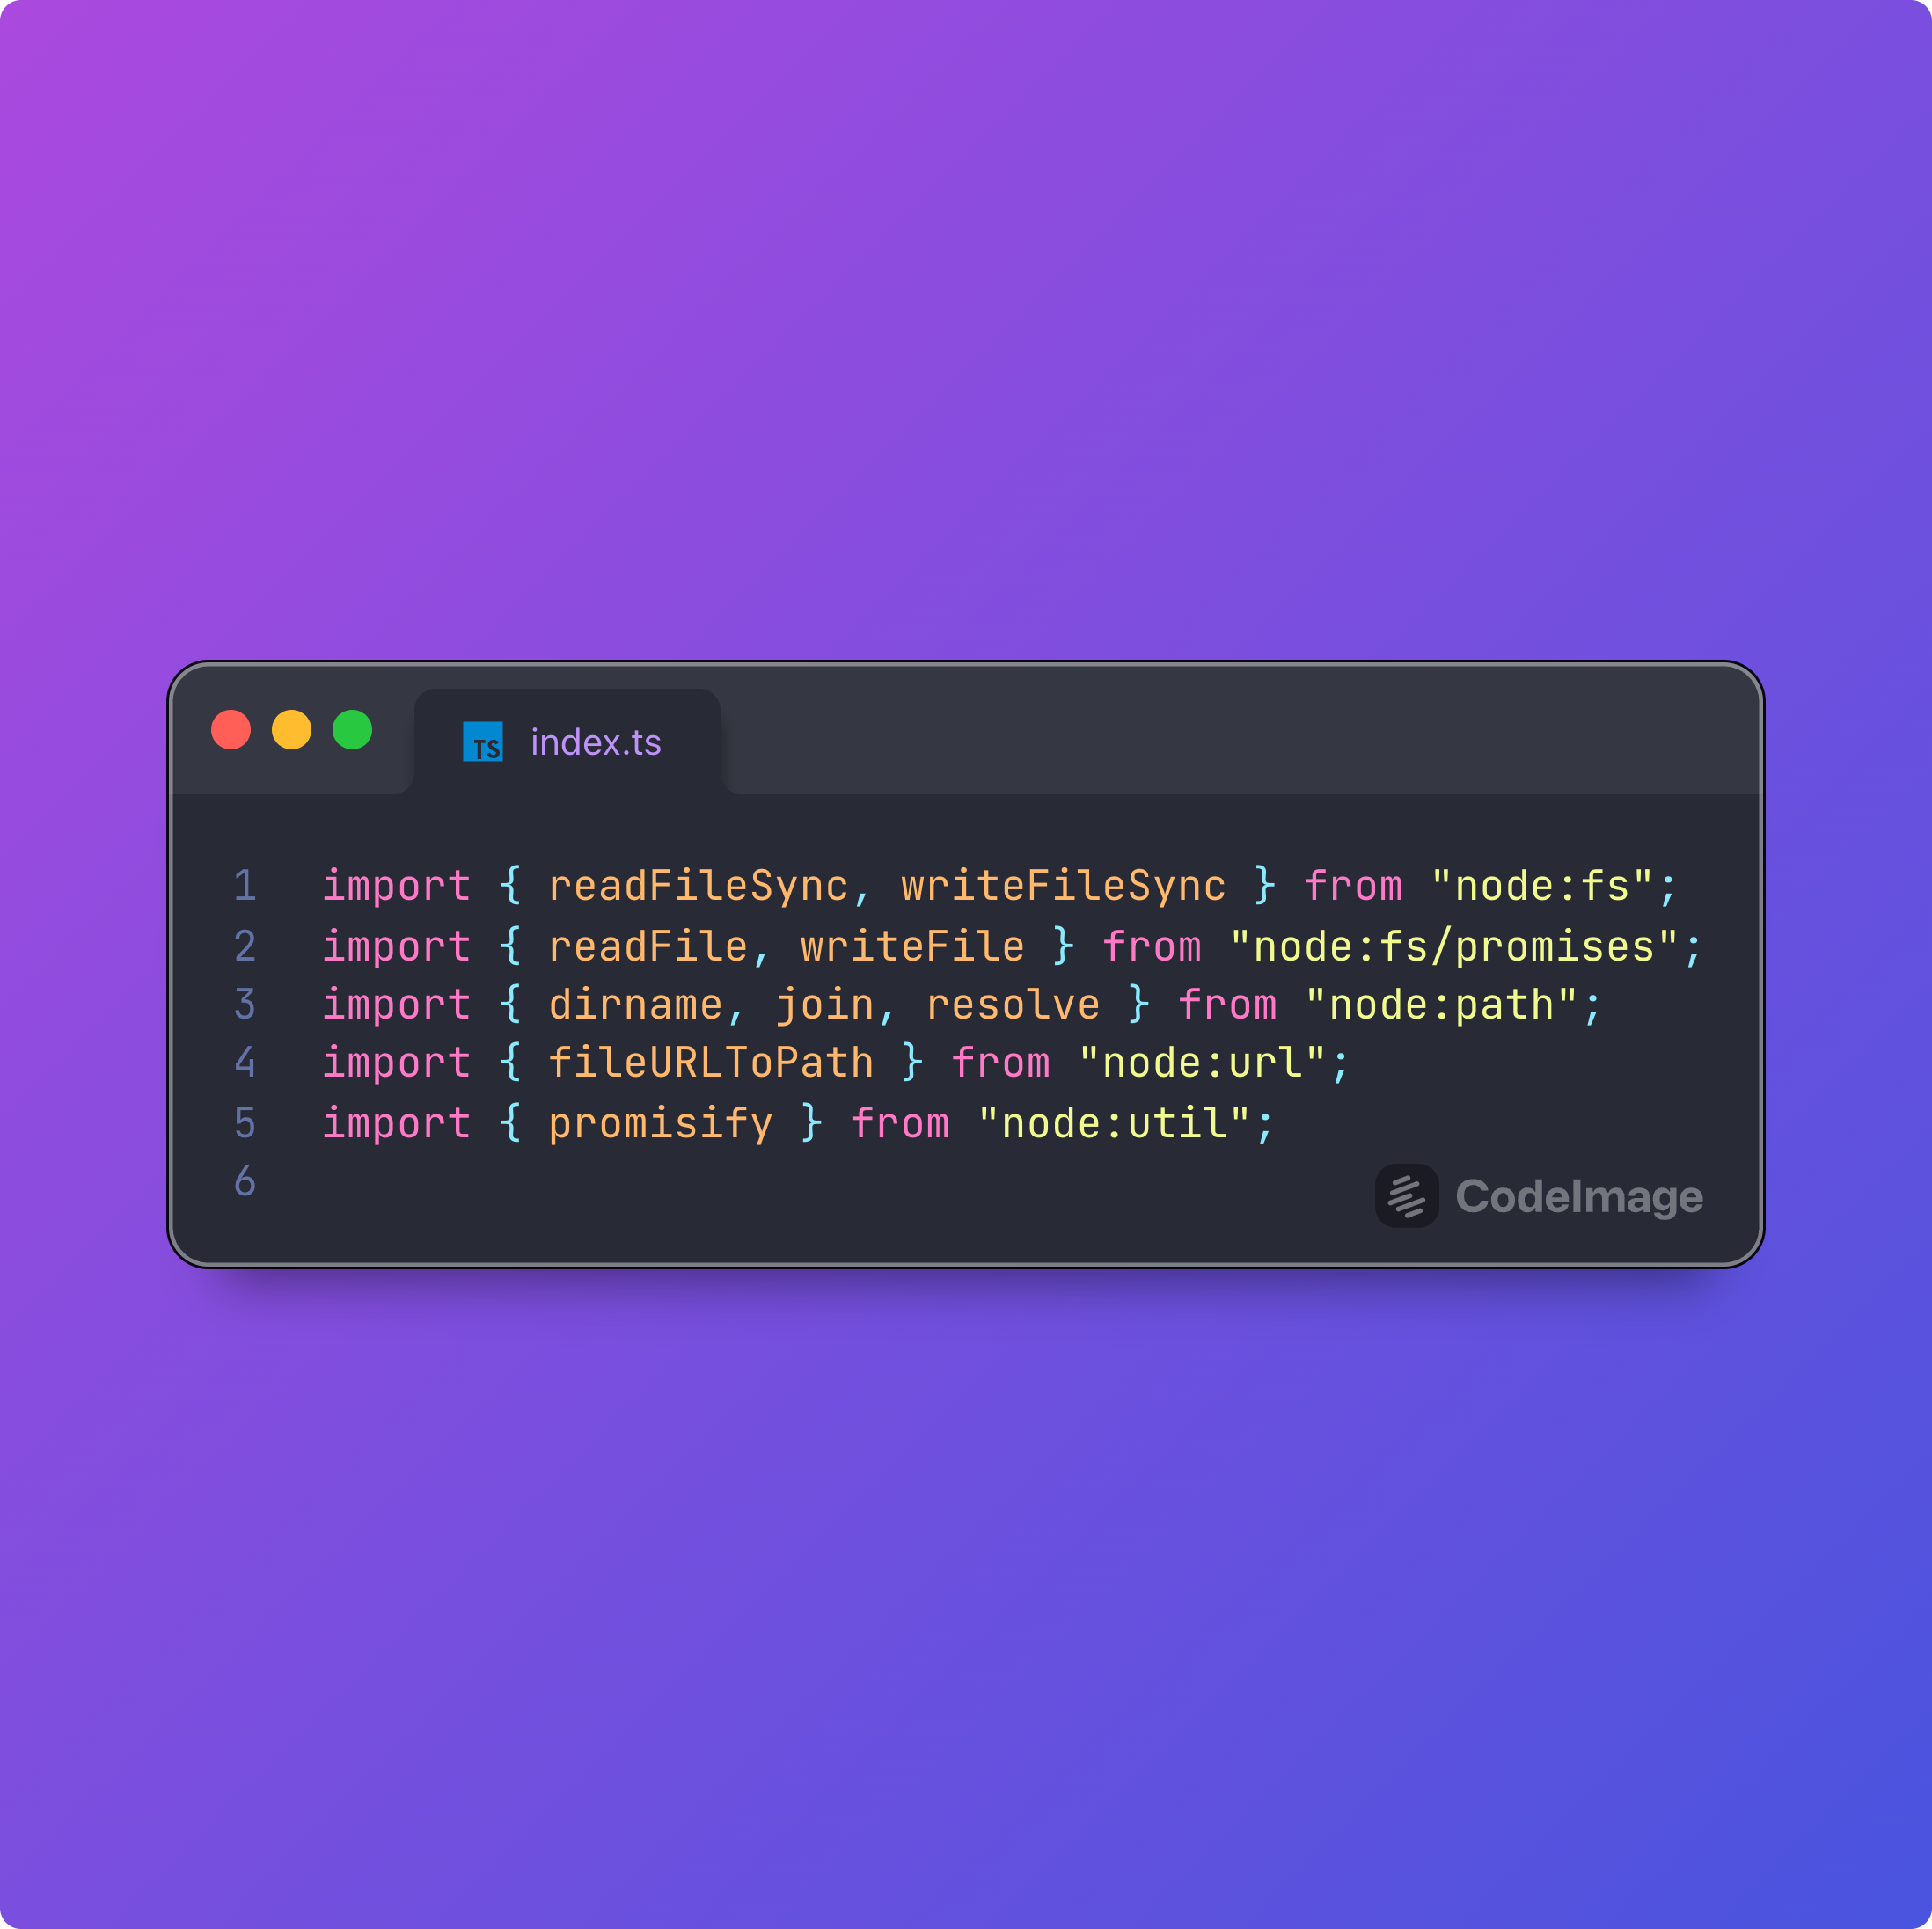 TS index.ts
1 import { readFileSync, writeFileSync } from "node:fs";
2 import { readFile, writeFile } from "node:fs/promises";
3 import { dirname, join, resolve } from "node:path";
4 import { fileURLToPath } from "node:url";
5 import { promisify } from "node:util";
6
CodeImage